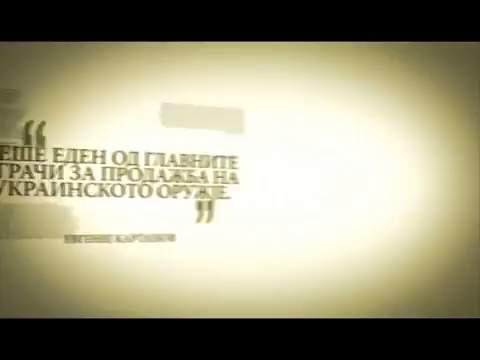 “
ЕШЕ ЕДЕН ОД ГЛАВНИТЕ
ГРАЧИ ЗА ПРОДАЖБА НА
УКРАИНСКОТО ОРУЖЈЕ.
”